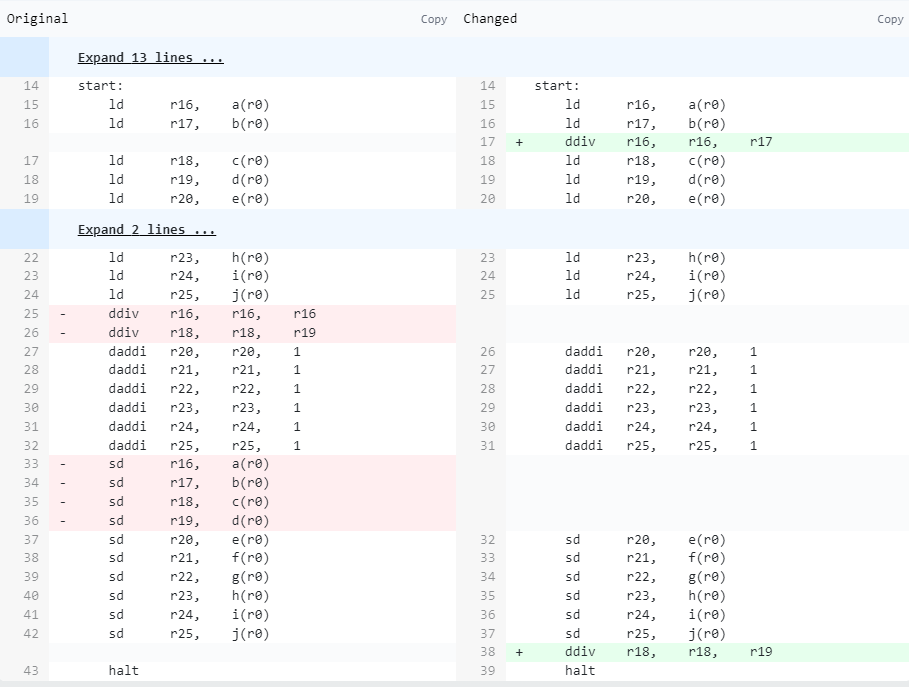 Original Copy Changed Copy
Expand 13 lines ...
14 start: 14 start:
15 ld r16, a(r0) 15 ld r16, a(r0)
16 ld r17, b(r0) 16 ld r17, b(r0)
17 + ddiv r16, r16, r17
17 ld r18, c(r0) 18 ld r18, c(r0)
18 ld r19, d(r0) 19 ld r19, d(r0)
19 ld r20, e(r0) 20 ld r20, e(r0)
Expand 2 lines ...
22 ld r23, h(r0) 23 ld r23, h(r0)
23 ld r24, i(r0) 24 ld r24, i(r0)
24 ld r25, j(r0) 25 ld r25, j(r0)
25 - ddiv r16, r16, r16
26 - ddiv r18, r18, r19
27 daddi r20, r20, 1 26 daddi r20, r20, 1
28 daddi r21, r21, 1 27 daddi r21, r21, 1
29 daddi r22, r22, 1 28 daddi r22, r22, 1
30 daddi r23, r23, 1 29 daddi r23, r23, 1
31 daddi r24, r24, 1 30 daddi r24, r24, 1
32 daddi r25, r25, 1 31 daddi r25, r25, 1
33 - sd r16, a(r0)
34 - sd r17, b(r0)
35 - sd r18, c(r0)
36 - sd r19, d(r0)
37 sd r20, e(r0) 32 sd r20, e(r0)
38 sd r21, f(r0) 33 sd r21, f(r0)
39 sd r22, g(r0) 34 sd r22, g(r0)
40 sd r23, h(r0) 35 sd r23, h(r0)
41 sd r24, i(r0) 36 sd r24, i(r0)
42 sd r25, j(r0) 37 sd r25, j(r0)
38 + ddiv r18, r18, r19
43 halt 39 halt